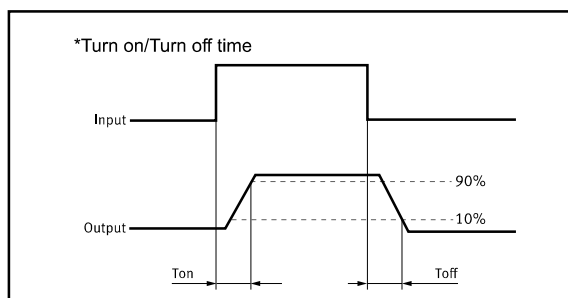 *Turn on/Turn off time
Input
90%
10%
Output
Ton
Toff